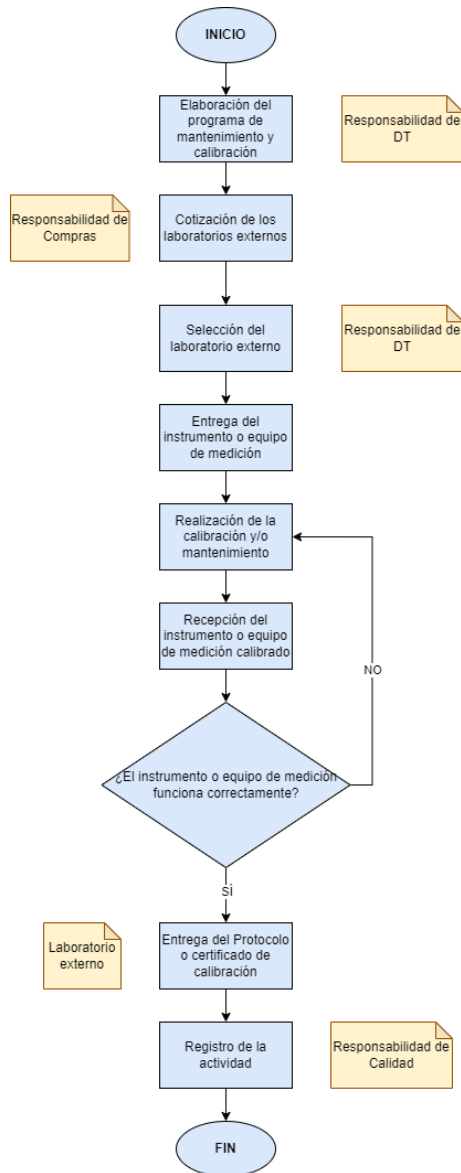 INICIO
Elaboración del
programa de
mantenimiento y
calibración
Responsabilidad de
DT
Responsabilidad de
Compras
Cotización de los
laboratorios externos
Selección del
laboratorio externo
Responsabilidad de
DT
Entrega del
instrumento o equipo
de medición
Realización de la
calibración y/o
mantenimiento
Recepción del
instrumento o equipo
de medición calibrado
NO
¿El instrumento o equipo de medición
funciona correctamente?
SÍ
Laboratorio
externo
Entrega del Protocolo
o certificado de
calibración
Registro de la
actividad
Responsabilidad de
Calidad
FIN